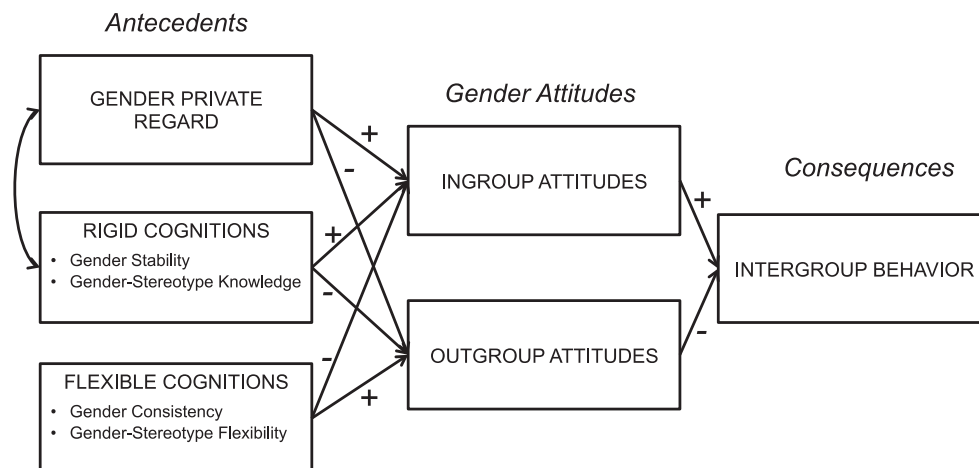 Antecedents
GENDER PRIVATE
REGARD
RIGID COGNITIONS
• Gender Stability
• Gender-Stereotype Knowledge
FLEXIBLE COGNITIONS
• Gender Consistency
• Gender-Stereotype Flexibility
+
-
+
-
-
+
Gender Attitudes
INGROUP ATTITUDES
OUTGROUP ATTITUDES
+
-
Consequences
INTERGROUP BEHAVIOR